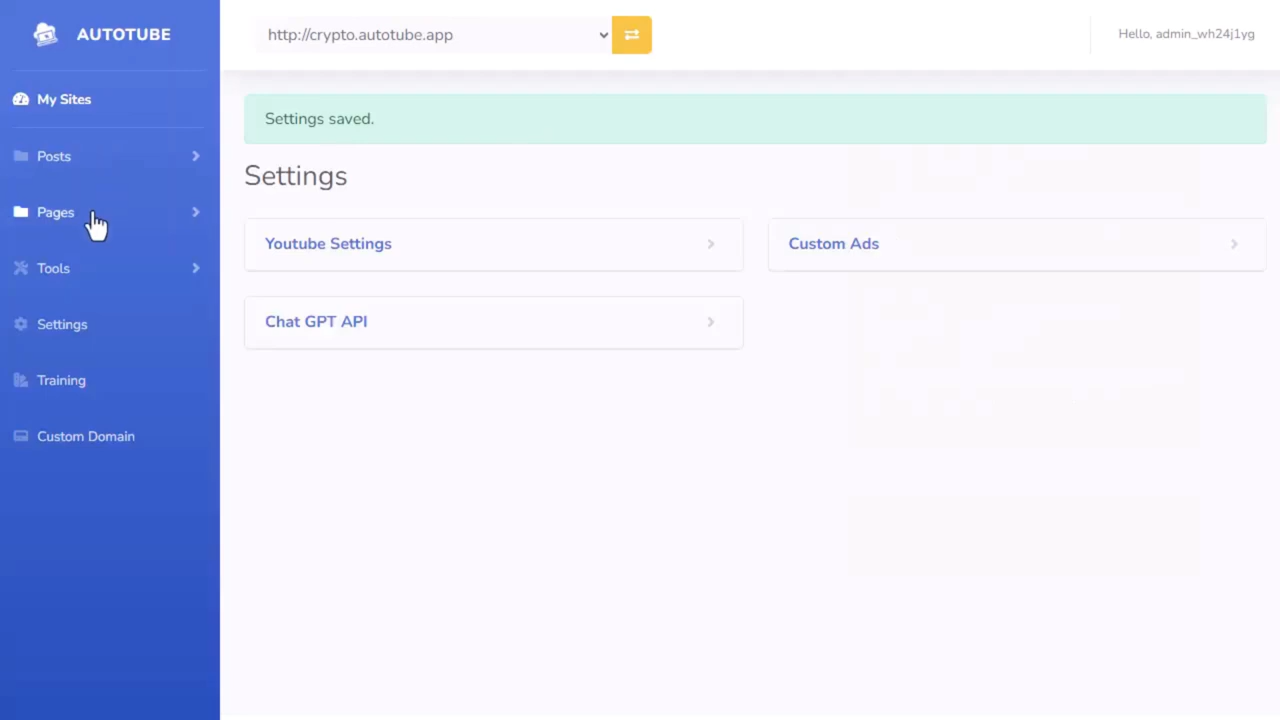 AUTOTUBE
http://crypto.autotube.app
Hello, admin_wh24j1yg
My Sites
Posts
Pages
Tools
Settings
Training
Custom Domain
Settings saved.
Settings
Youtube Settings
Custom Ads
Chat GPT API